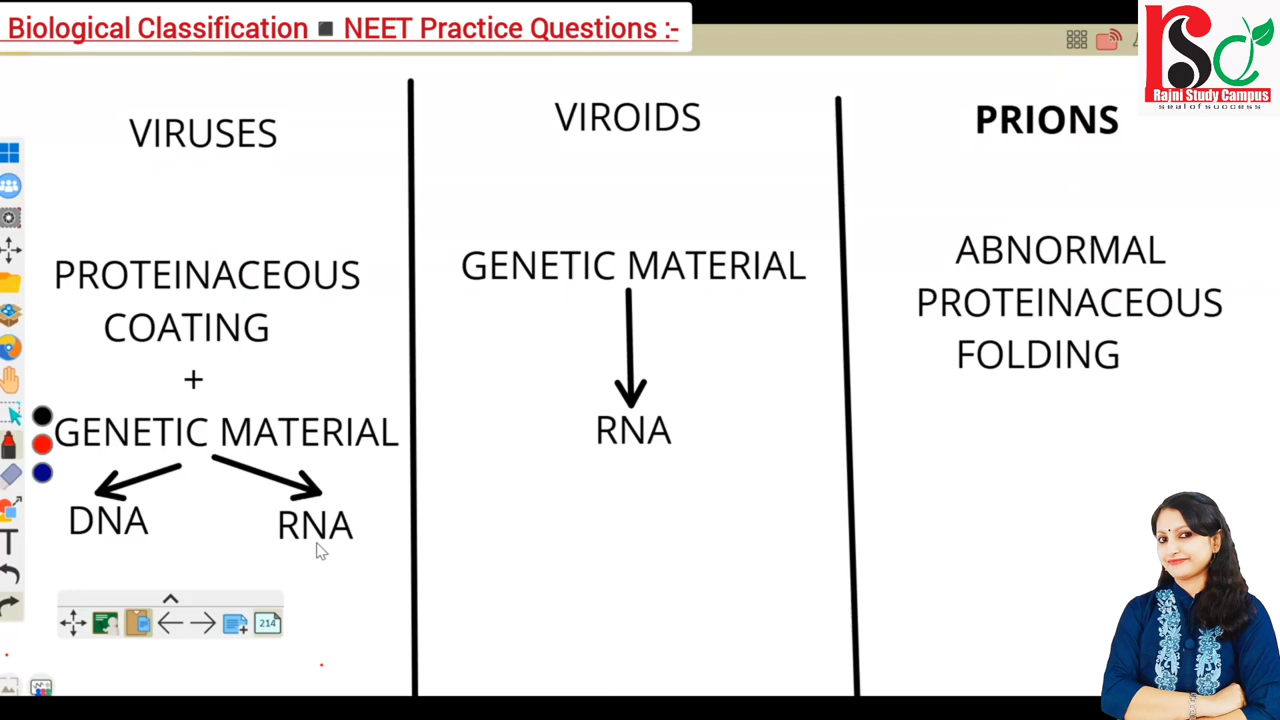 Biological Classification ◾ NEET Practice Questions :-
rsc
Rajni Study Campus
seal of success
VIRUSES
PROTEINACEOUS
COATING
+
GENETIC MATERIAL
DNA RNA
VIROIDS
GENETIC MATERIAL
RNA
PRIONS
ABNORMAL
PROTEINACEOUS
FOLDING
T
214